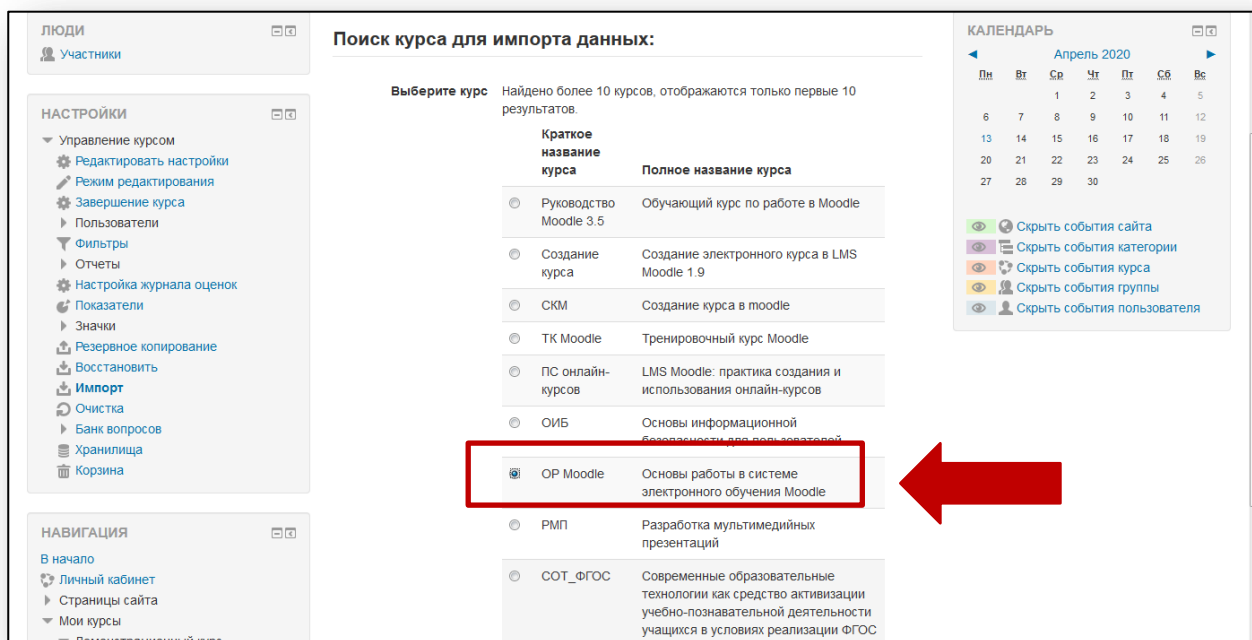 ЛЮДИ
Участники
НАСТРОЙКИ
Управление курсом
Редактировать настройки
Режим редактирования
Завершение курса
Пользователи
Фильтры
Отчеты
Настройка журнала оценок
Показатели
Значки
Резервное копирование
Восстановить
Импорт
Очистка
Банк вопросов
Хранилища
Корзина
НАВИГАЦИЯ
В начало
Личный кабинет
Страницы сайта
Мои курсы
Демонстрационный курс
Поиск курса для импорта данных:
Выберите курс Найдено более 10 курсов, отображаются только первые 10
результатов.
Краткое
название
курса Полное название курса
Руководство Обучающий курс по работе в Moodle
Moodle 3.5
Создание Создание электронного курса в LMS
курса Moodle 1.9
СКМ Создание курса в moodle
ТК Moodle Тренировочный курс Moodle
ПС онлайн- LMS Moodle: практика создания и
курсов использования онлайн-курсов
ОИБ Основы информационной
безопасности для пользователей
ОР Moodle Основы работы в системе
электронного обучения Moodle
РМП Разработка мультимедийных
презентаций
СОТ_ФГОС Современные образовательные
технологии как средство активизации
учебно-познавательной деятельности
учащихся в условиях реализации ФГОС
КАЛЕНДАРЬ
Апрель 2020
Пн Вт Ср Чт Пт Сб Вс
1 2 3 4 5
6 7 8 9 10 11 12
13 14 15 16 17 18 19
20 21 22 23 24 25 26
27 28 29 30
Скрыть события сайта
Скрыть события категории
Скрыть события курса
Скрыть события группы
Скрыть события пользователя